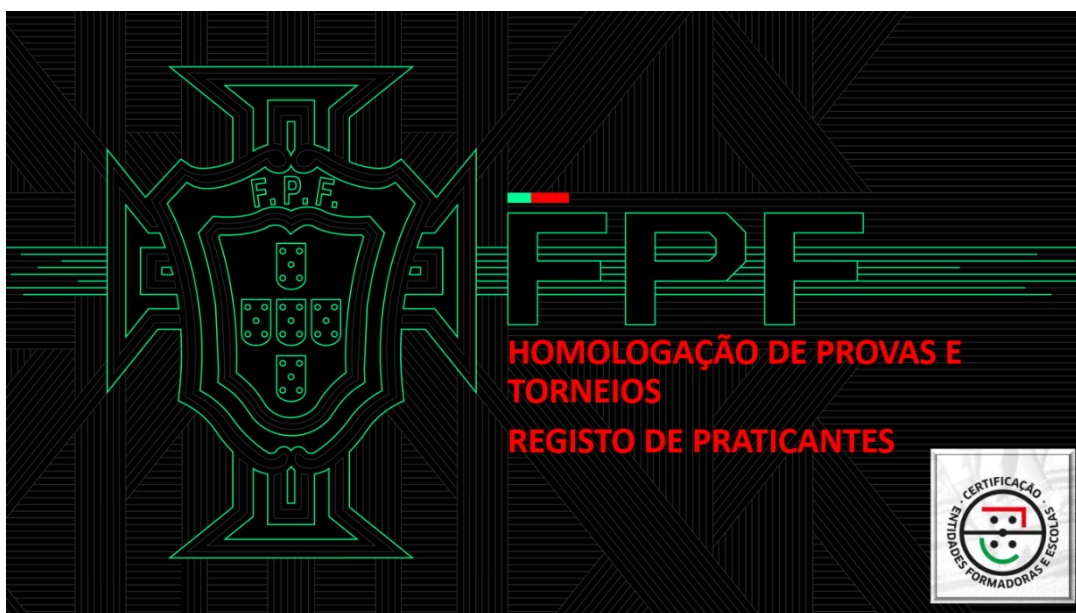 F.P.F.
FPF
HOMOLOGAÇÃO DE PROVAS E
TORNEIOS
REGISTO DE PRATICANTES
CERTIFICAÇÃO
ENTIDADES FORMADORAS E ESCOLAS